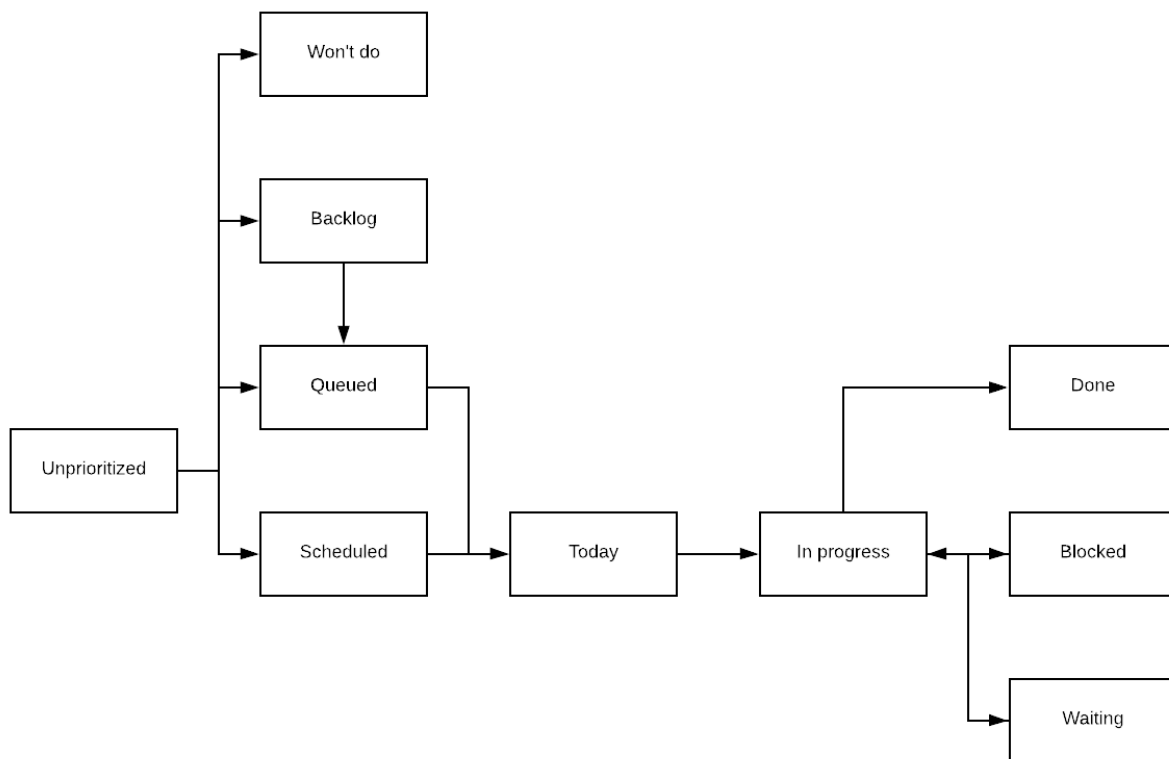 Won't do
Backlog
Queued
Done
Unprioritized
Scheduled
Today
In progress
Blocked
Waiting